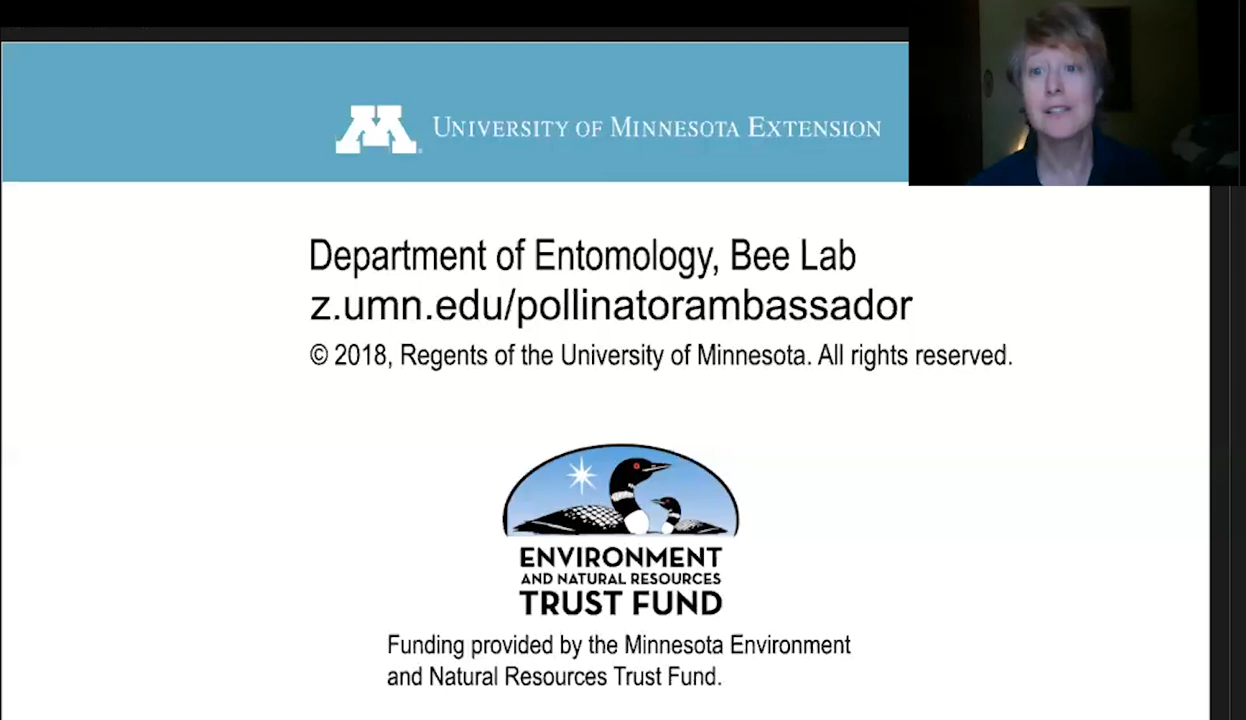 M
UNIVERSITY OF MINNESOTA EXTENSION
Department of Entomology, Bee Lab
z.umn.edu/pollinatorambassador
© 2018, Regents of the University of Minnesota. All rights reserved.
ENVIRONMENT
AND NATURAL RESOURCES
TRUST FUND
Funding provided by the Minnesota Environment
and Natural Resources Trust Fund.